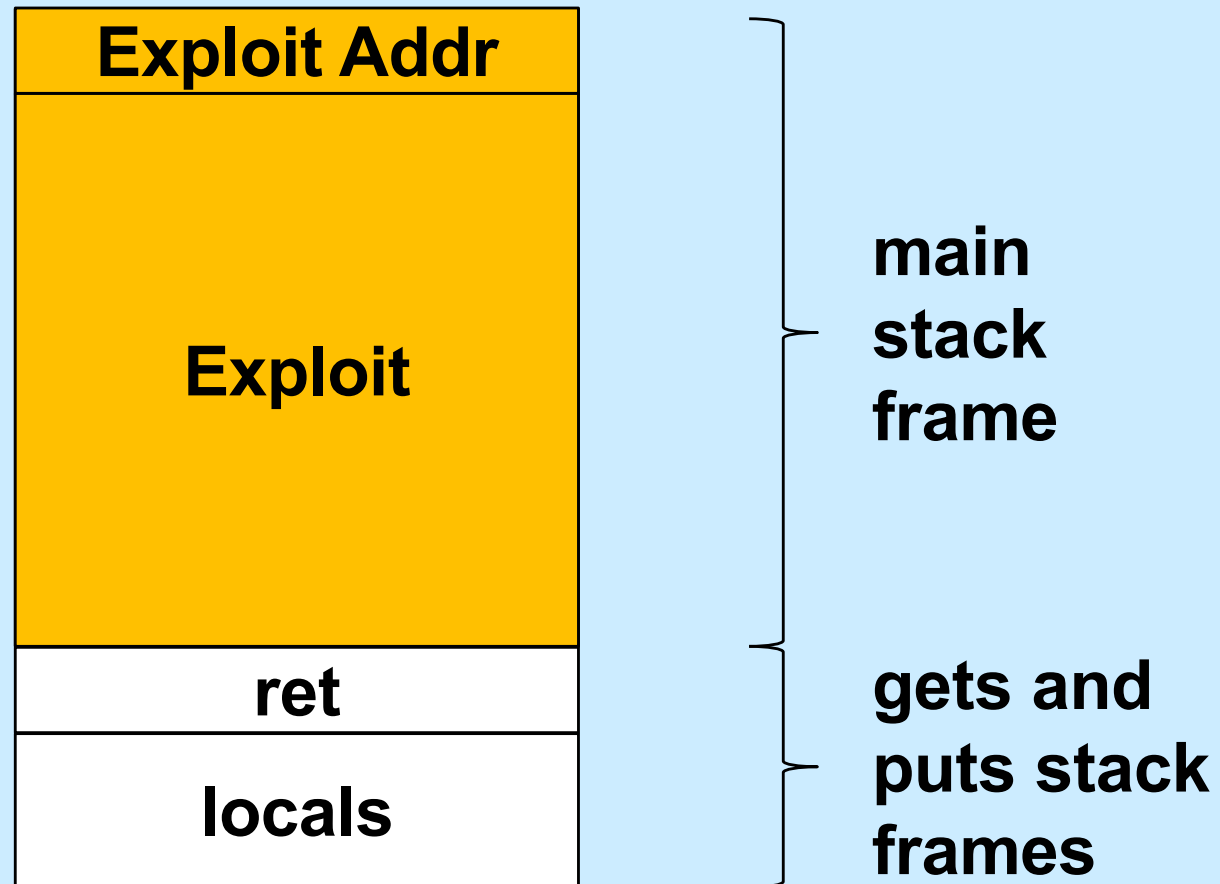 Exploit Addr
Exploit
main
stack
frame
ret
locals
gets and
puts stack
frames